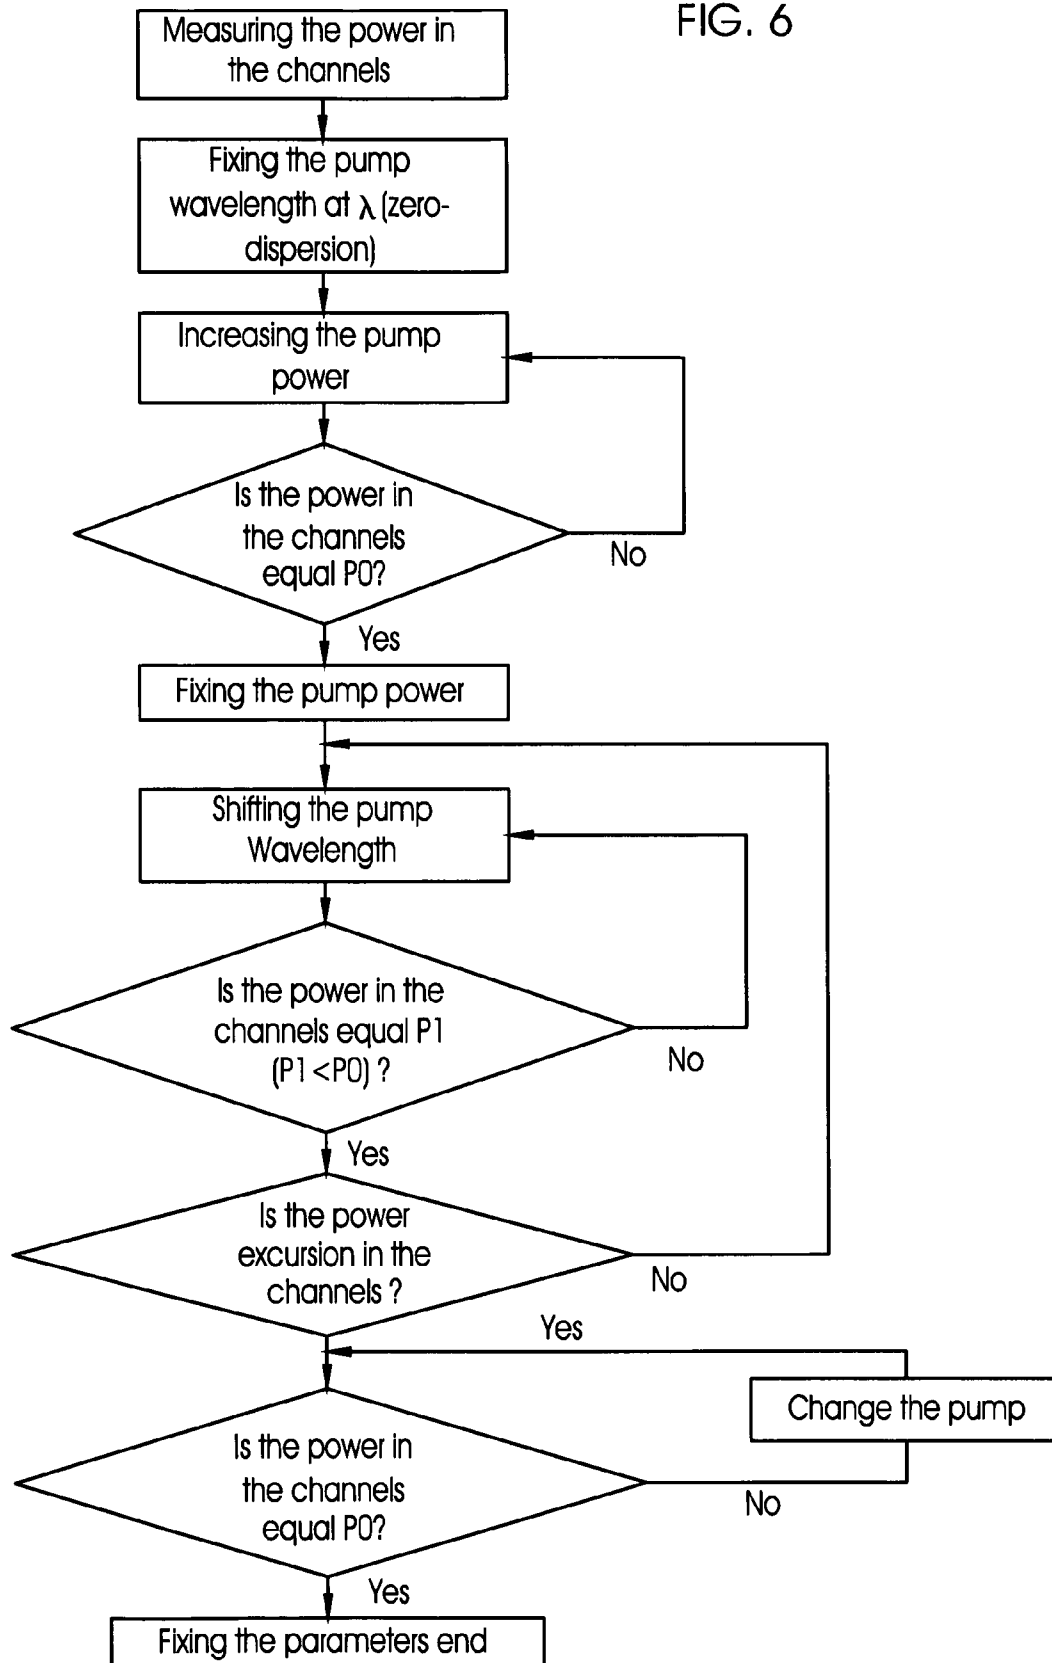 FIG. 6
Measuring the power in
the channels
Fixing the pump
wavelength at λ (zero-
dispersion)
Increasing the pump
power
Is the power in
the channels
equal P0?
No
Yes
Fixing the pump power
Shifting the pump
Wavelength
Is the power in the
channels equal P1
(P1<P0) ?
No
Yes
Is the power
excursion in the
channels ?
No
Yes
Change the pump
Is the power in
the channels
equal P0?
No
Yes
Fixing the parameters end